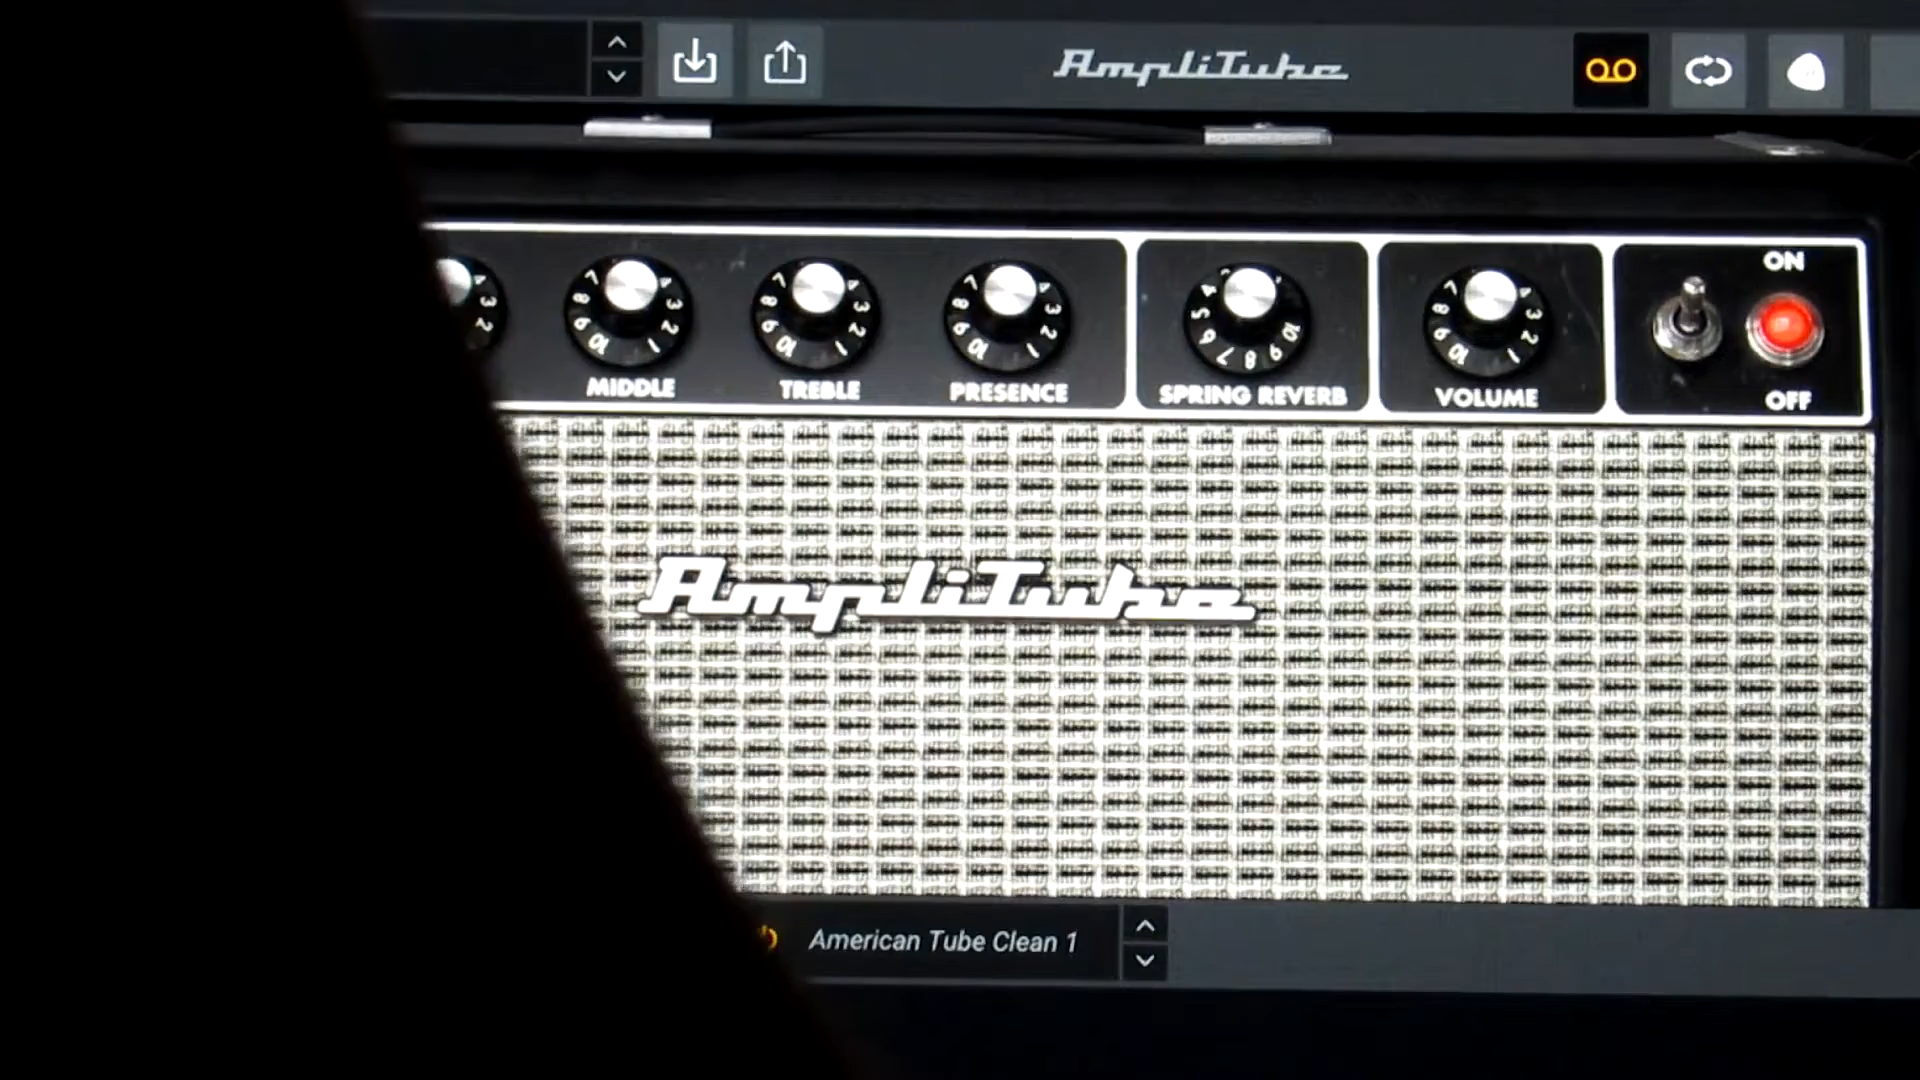 AmpliTube
ON
MIDDLE TREBLE PRESENCE SPRING REVERB VOLUME
OFF
AmpliTube
American Tube Clean 1